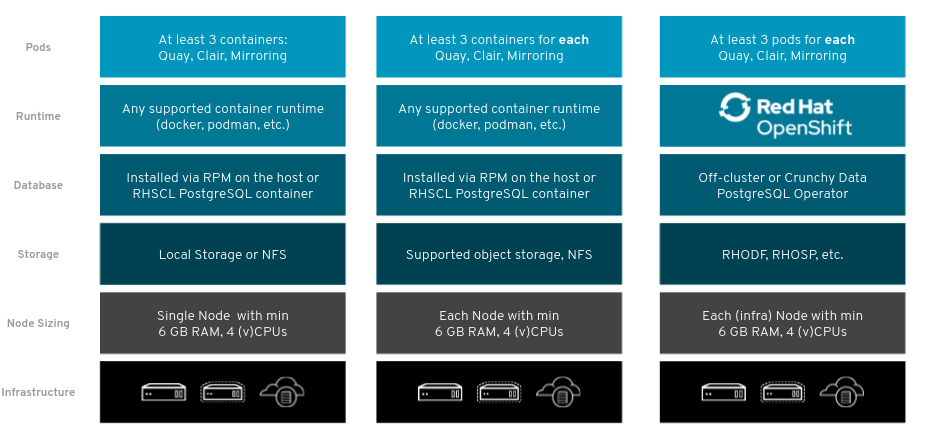 Pods
At least 3 containers:
Quay, Clair, Mirroring
At least 3 containers for each
Quay, Clair, Mirroring
At least 3 pods for each
Quay, Clair, Mirroring
Runtime
Any supported container runtime
(docker, podman, etc.)
Any supported container runtime
(docker, podman, etc.)
Red Hat
OpenShift
Database
Installed via RPM on the host or
RHSCL PostgreSQL container
Installed via RPM on the host or
RHSCL PostgreSQL container
Off-cluster or Crunchy Data
PostgreSQL Operator
Storage
Local Storage or NFS
Supported object storage, NFS
RHODF, RHOSP, etc.
Node Sizing
Single Node with min
6 GB RAM, 4 (v)CPUs
Each Node with min
6 GB RAM, 4 (v)CPUs
Each (infra) Node with min
6 GB RAM, 4 (v)CPUs
Infrastructure